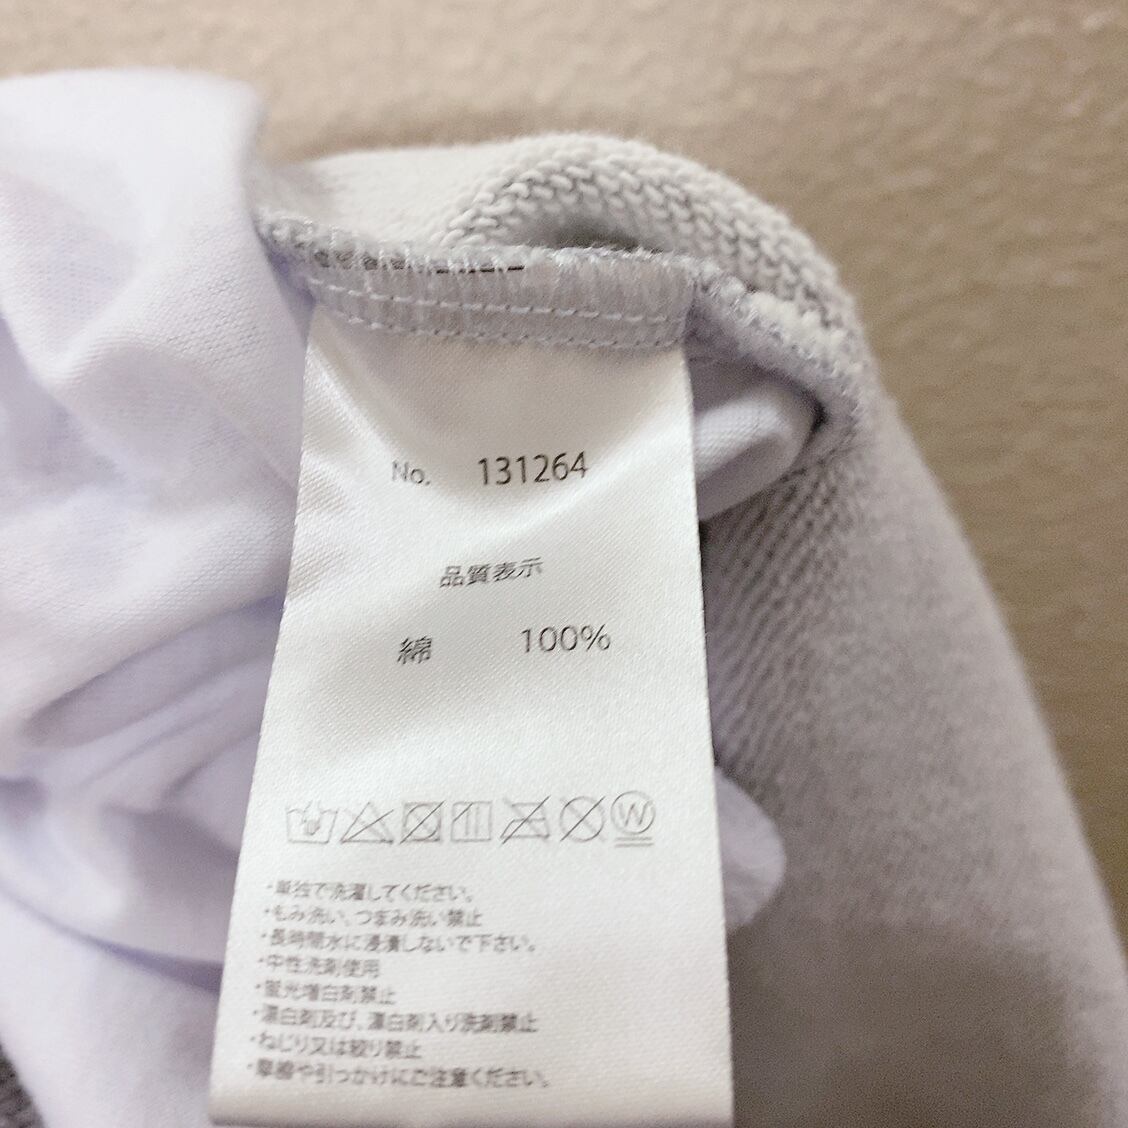 No. 131264
品質表示
綿 100%
W
・単独で洗濯してください。
・もみ洗い、つまみ洗い禁止
・長時間水に浸漬しないで下さい。
・中性洗剤使用
・蛍光増白剤禁止
・漂白剤及び、漂白剤入り洗剤禁止
・ねじり又は絞り禁止
・摩擦や引っかけにご注意ください。